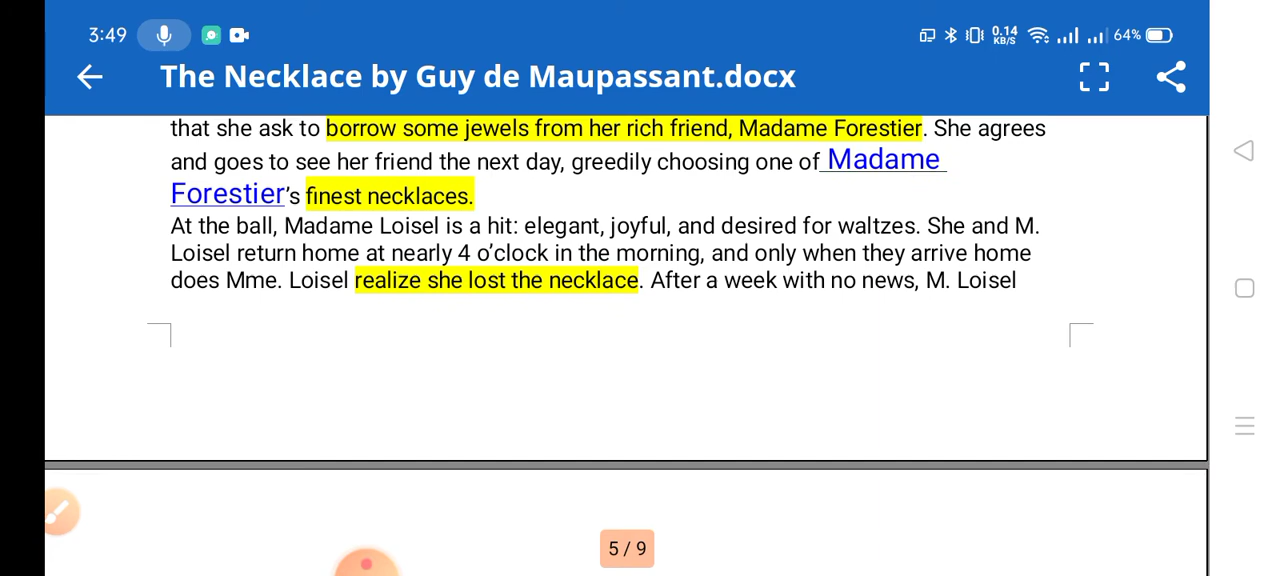 3:49 0.14 KB/S 64%
The Necklace by Guy de Maupassant.docx
that she ask to borrow some jewels from her rich friend, Madame Forestier. She agrees
and goes to see her friend the next day, greedily choosing one of Madame
Forestier’s finest necklaces.
At the ball, Madame Loisel is a hit: elegant, joyful, and desired for waltzes. She and M.
Loisel return home at nearly 4 o’clock in the morning, and only when they arrive home
does Mme. Loisel realize she lost the necklace. After a week with no news, M. Loisel
5 / 9